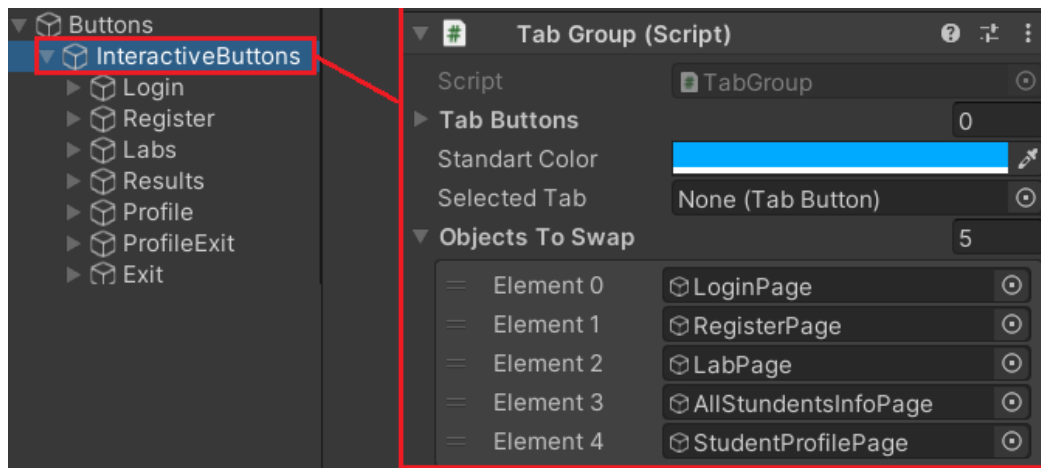 Buttons
InteractiveButtons
Login
Register
Labs
Results
Profile
ProfileExit
Exit
# Tab Group (Script)
Script # TabGroup
Tab Buttons 0
Standart Color
Selected Tab None (Tab Button)
Objects To Swap 5
Element 0 LoginPage
Element 1 RegisterPage
Element 2 LabPage
Element 3 AllStundentsInfoPage
Element 4 StudentProfilePage